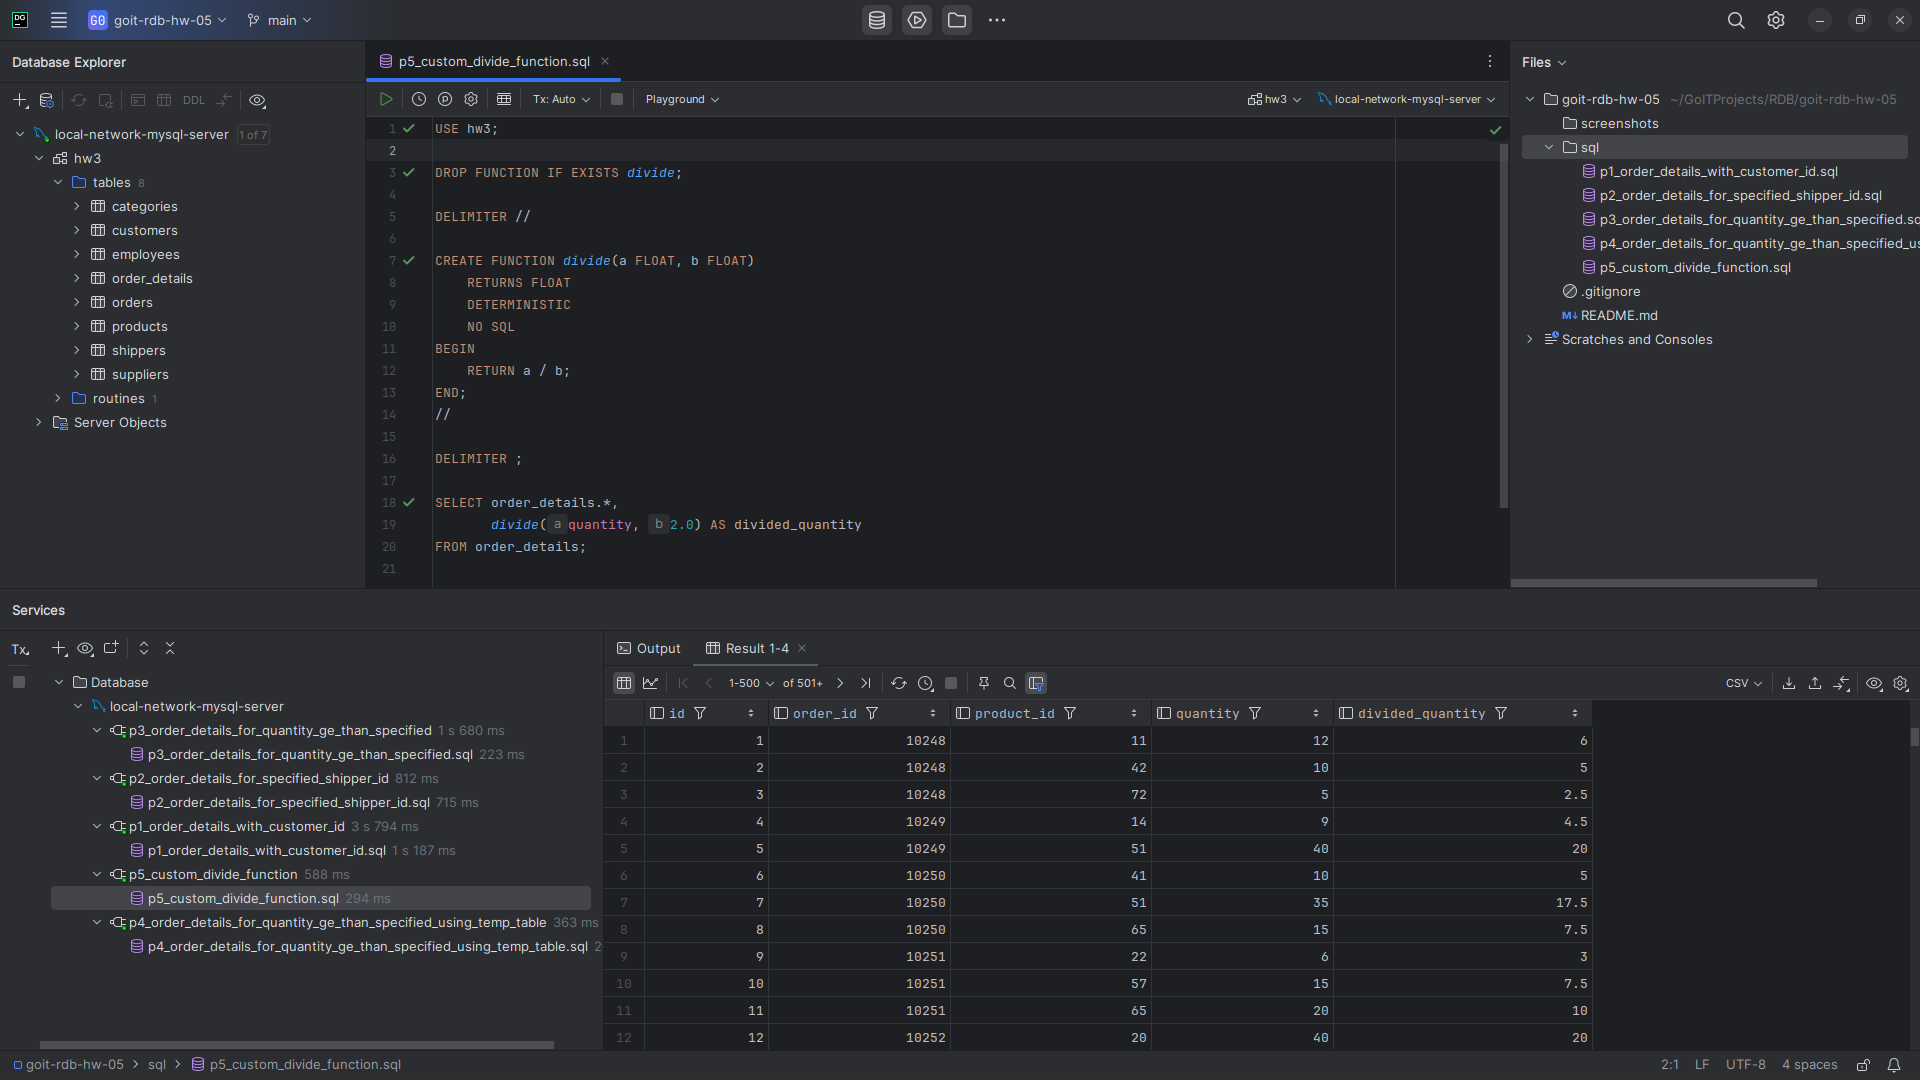 DG
GO goit-rdb-hw-05 main
Database Explorer
DDL
local-network-mysql-server 1 of 7
hw3
tables 8
categories
customers
employees
order_details
orders
products
shippers
suppliers
routines 1
Server Objects
p5_custom_divide_function.sql
Tx: Auto Playground hw3 local-network-mysql-server
1 USE hw3;
2
3 DROP FUNCTION IF EXISTS divide;
4
5 DELIMITER //
6
7 CREATE FUNCTION divide(a FLOAT, b FLOAT)
8 RETURNS FLOAT
9 DETERMINISTIC
10 NO SQL
11 BEGIN
12 RETURN a / b;
13 END;
14 //
15
16 DELIMITER ;
17
18 SELECT order_details.*,
19 divide( a quantity, b 2.0) AS divided_quantity
20 FROM order_details;
21
Files
goit-rdb-hw-05 ~/GoITProjects/RDB/goit-rdb-hw-05
screenshots
sql
p1_order_details_with_customer_id.sql
p2_order_details_for_specified_shipper_id.sql
p3_order_details_for_quantity_ge_than_specified.sq
p4_order_details_for_quantity_ge_than_specified_us
p5_custom_divide_function.sql
.gitignore
M↓ README.md
Scratches and Consoles
Services
Tx
Database
local-network-mysql-server
p3_order_details_for_quantity_ge_than_specified 1 s 680 ms
p3_order_details_for_quantity_ge_than_specified.sql 223 ms
p2_order_details_for_specified_shipper_id 812 ms
p2_order_details_for_specified_shipper_id.sql 715 ms
p1_order_details_with_customer_id 3 s 794 ms
p1_order_details_with_customer_id.sql 1 s 187 ms
p5_custom_divide_function 588 ms
p5_custom_divide_function.sql 294 ms
p4_order_details_for_quantity_ge_than_specified_using_temp_table 363 ms
p4_order_details_for_quantity_ge_than_specified_using_temp_table.sql 2
Output Result 1-4
1-500 of 501+ CSV
id order_id product_id quantity divided_quantity
1 1 10248 11 12 6
2 2 10248 42 10 5
3 3 10248 72 5 2.5
4 4 10249 14 9 4.5
5 5 10249 51 40 20
6 6 10250 41 10 5
7 7 10250 51 35 17.5
8 8 10250 65 15 7.5
9 9 10251 22 6 3
10 10 10251 57 15 7.5
11 11 10251 65 20 10
12 12 10252 20 40 20
goit-rdb-hw-05 > sql > p5_custom_divide_function.sql
2:1 LF UTF-8 4 spaces